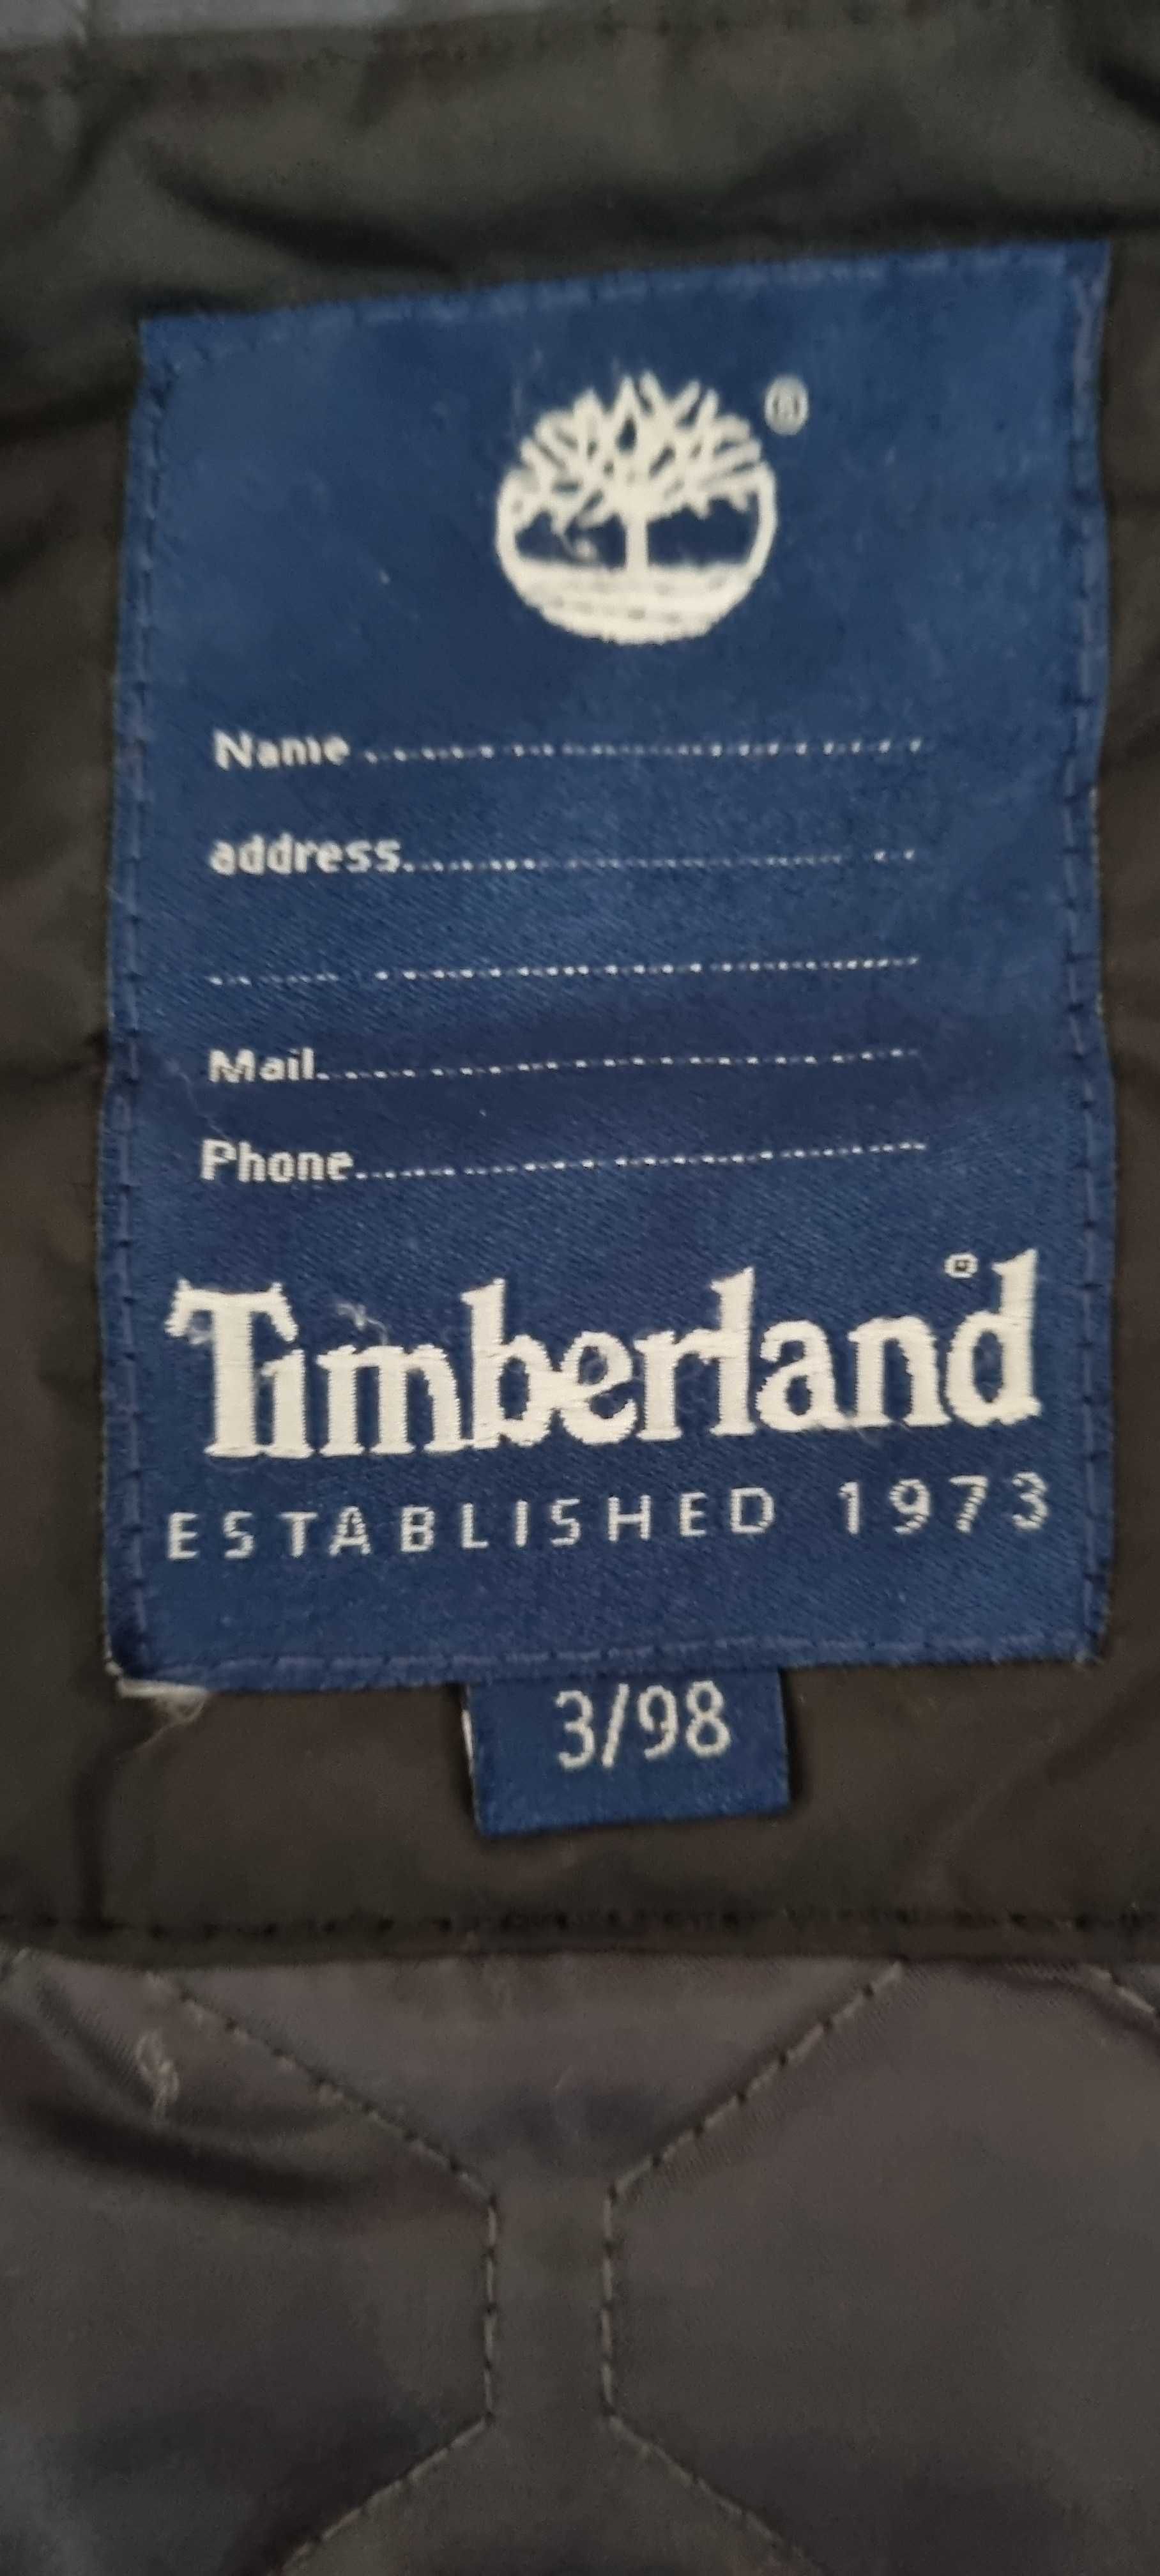 ®
Name................................
address................................
................................
Mail................................
Phone................................
Timberland®
ESTABLISHED 1973
3/98